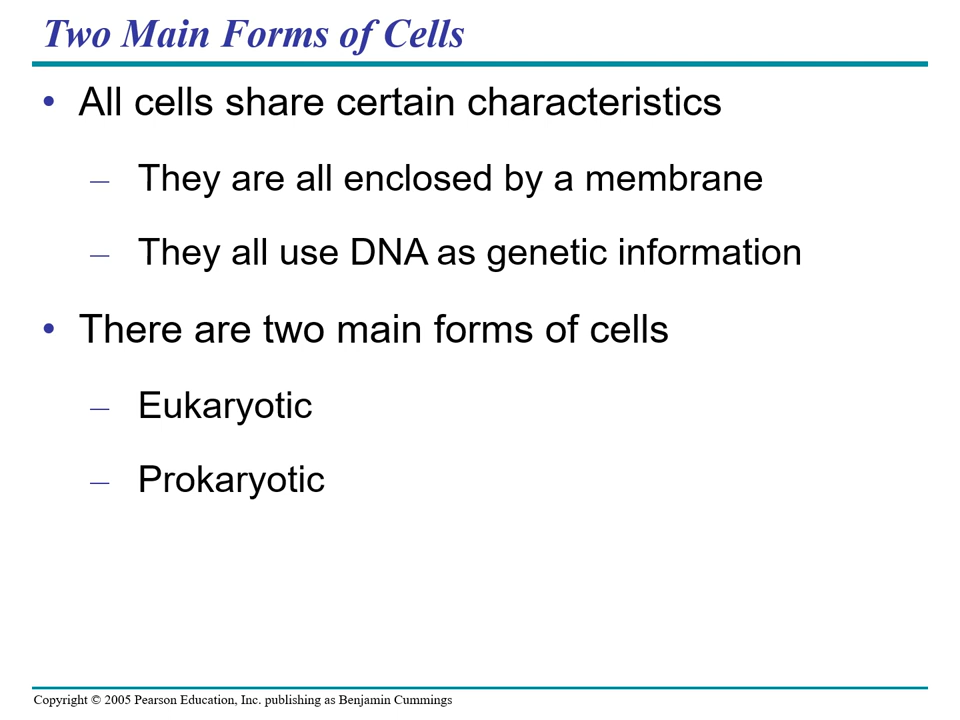 Two Main Forms of Cells
• All cells share certain characteristics
– They are all enclosed by a membrane
– They all use DNA as genetic information
• There are two main forms of cells
– Eukaryotic
– Prokaryotic
Copyright © 2005 Pearson Education, Inc. publishing as Benjamin Cummings